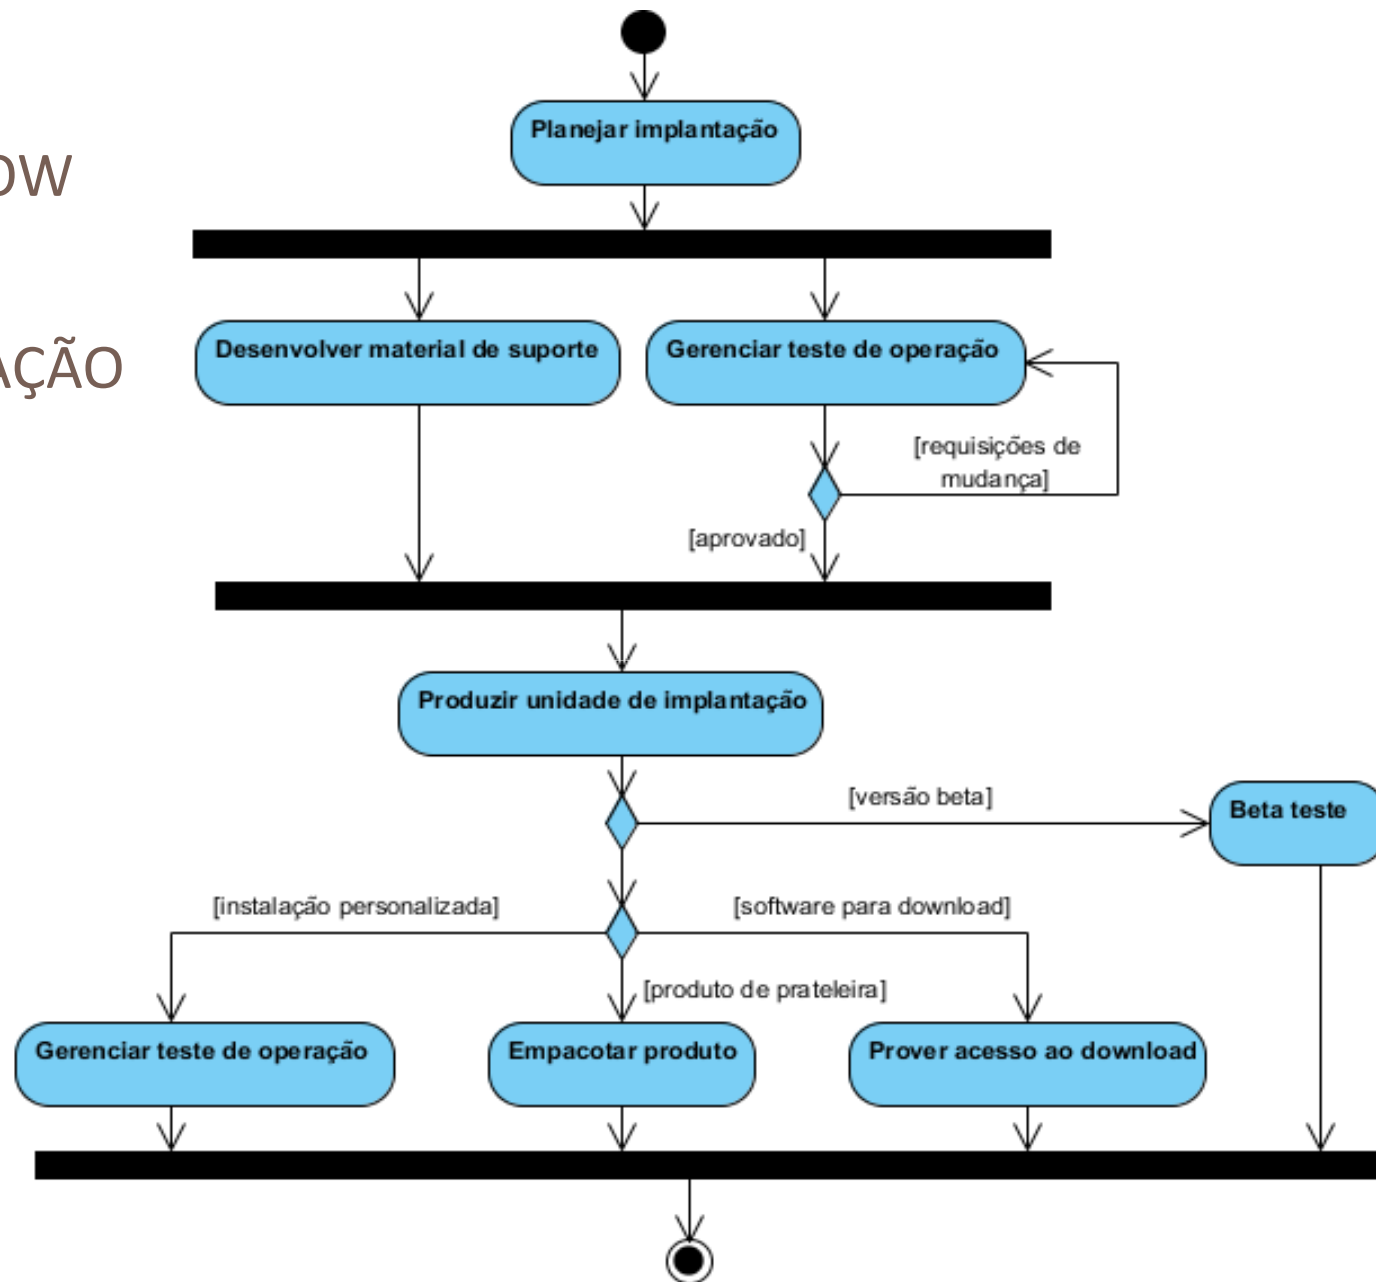 OW
AÇÃO
Planejar implantação
Desenvolver material de suporte
Gerenciar teste de operação
[requisições de
mudança]
[aprovado]
Produzir unidade de implantação
[versão beta]
Beta teste
[instalação personalizada]
[software para download]
[produto de prateleira]
Gerenciar teste de operação
Empacotar produto
Prover acesso ao download